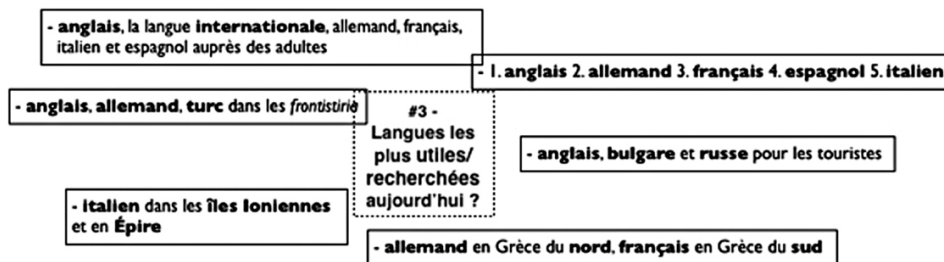 - anglais, la langue internationale, allemand, français,
italien et espagnol auprès des adultes
- 1. anglais 2. allemand 3. français 4. espagnol 5. italien
- anglais, allemand, turc dans les frontistiria
#3 -
Langues les
plus utiles/
recherchées
aujourd'hui ?
- anglais, bulgare et russe pour les touristes
- italien dans les îles Ioniennes
et en Épire
- allemand en Grèce du nord, français en Grèce du sud